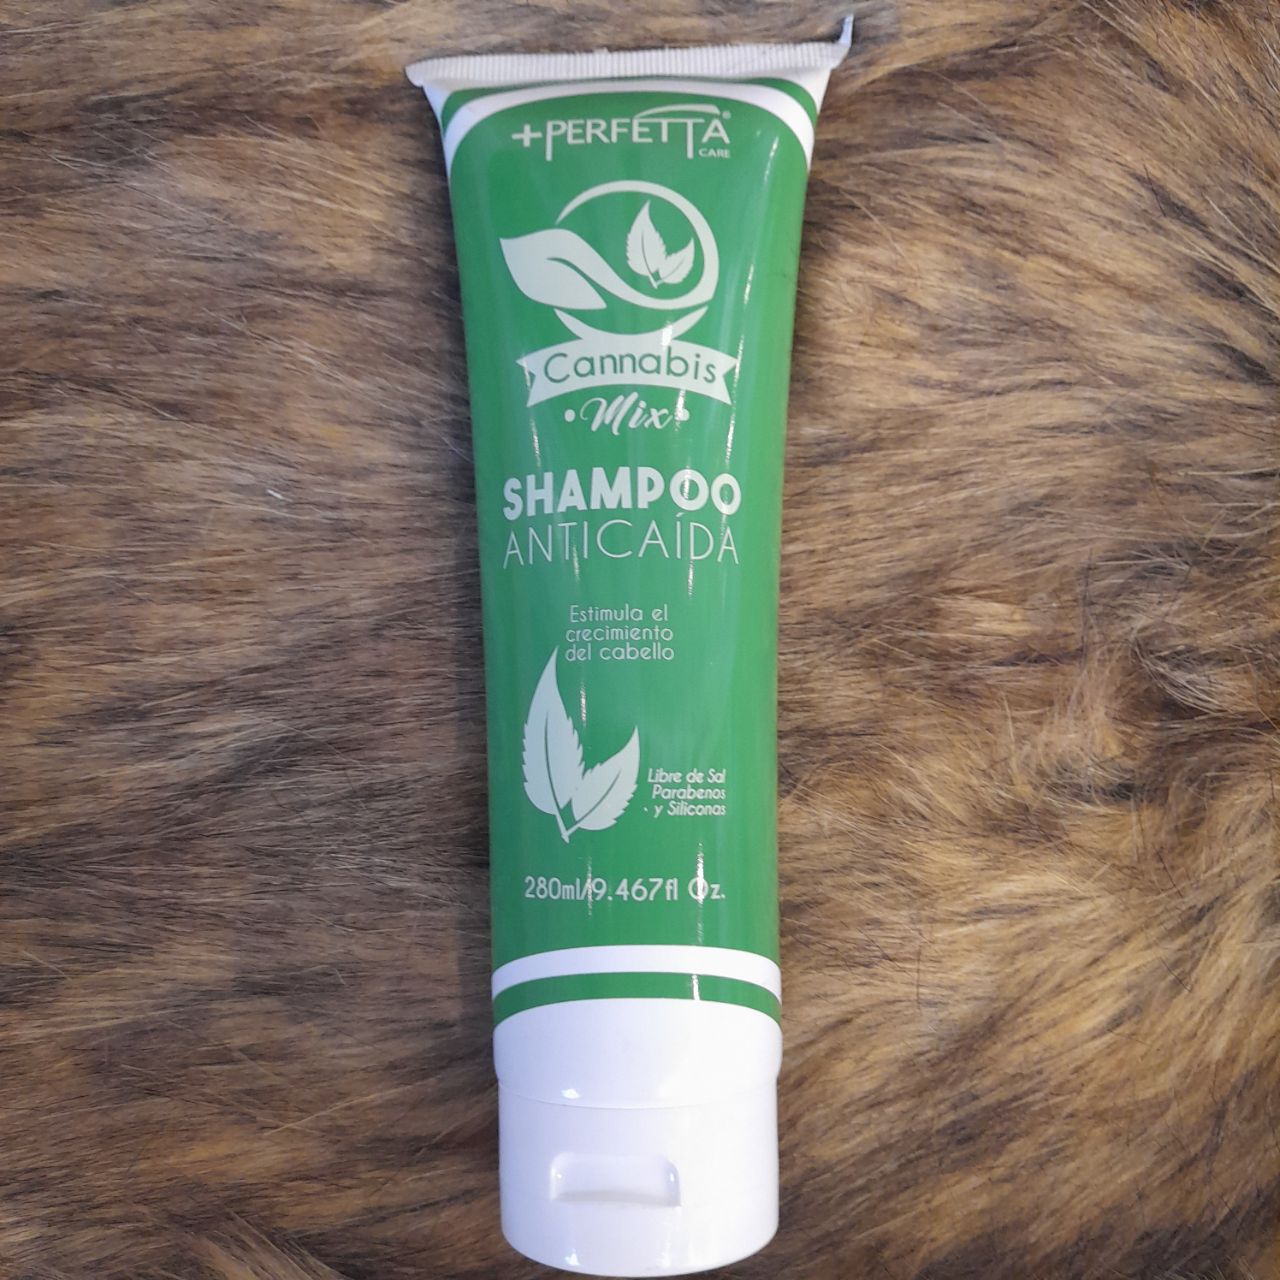 +PERFETTA®
CARE
Cannabis
• Mix •
SHAMPOO
ANTICAÍDA
Estimula el
crecimiento
del cabello
Libre de Sal
Parabenos
y Siliconas
280ml/9.467fl Oz.